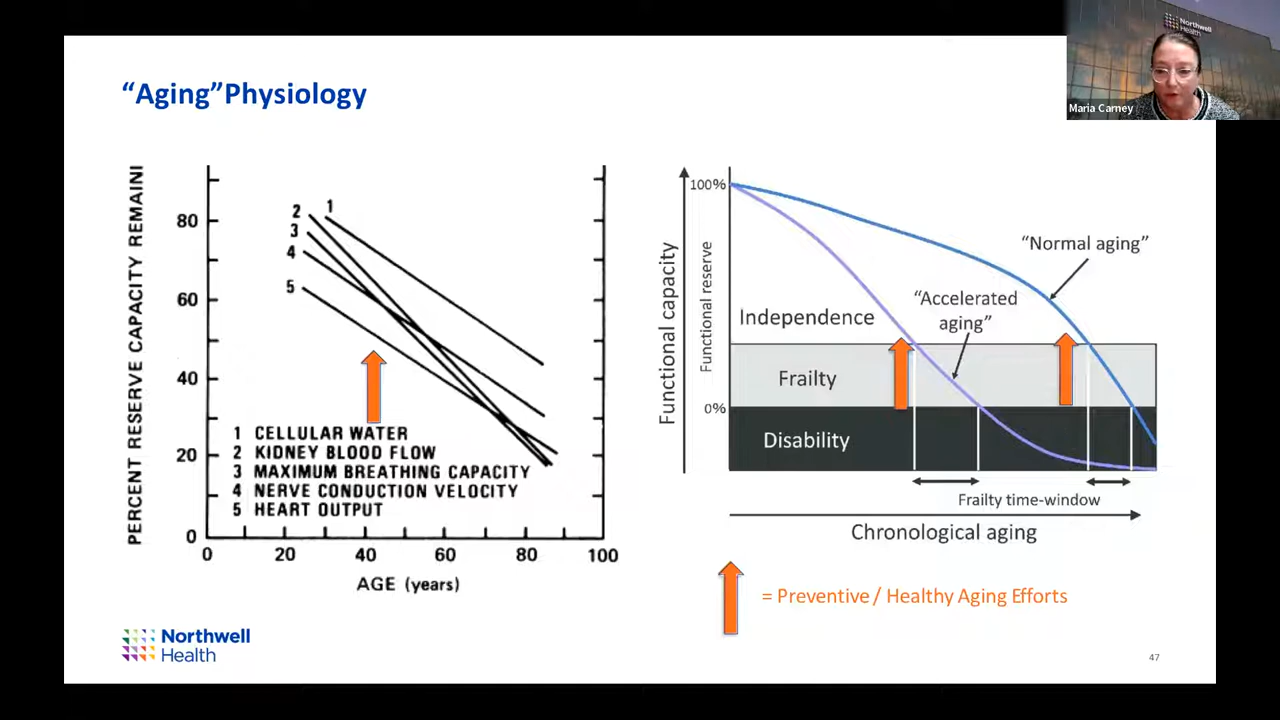 Northwell
Health
Maria Carney
“Aging”Physiology
PERCENT RESERVE CAPACITY REMAINI
80
60
40
20
0
2
1
3
4
5
1 CELLULAR WATER
2 KIDNEY BLOOD FLOW
3 MAXIMUM BREATHING CAPACITY
4 NERVE CONDUCTION VELOCITY
5 HEART OUTPUT
0 20 40 60 80 100
AGE (years)
Functional capacity
Functional reserve
100%
0%
“Normal aging”
“Accelerated
aging”
Independence
Frailty
Disability
Frailty time-window
Chronological aging
= Preventive / Healthy Aging Efforts
Northwell
Health
47